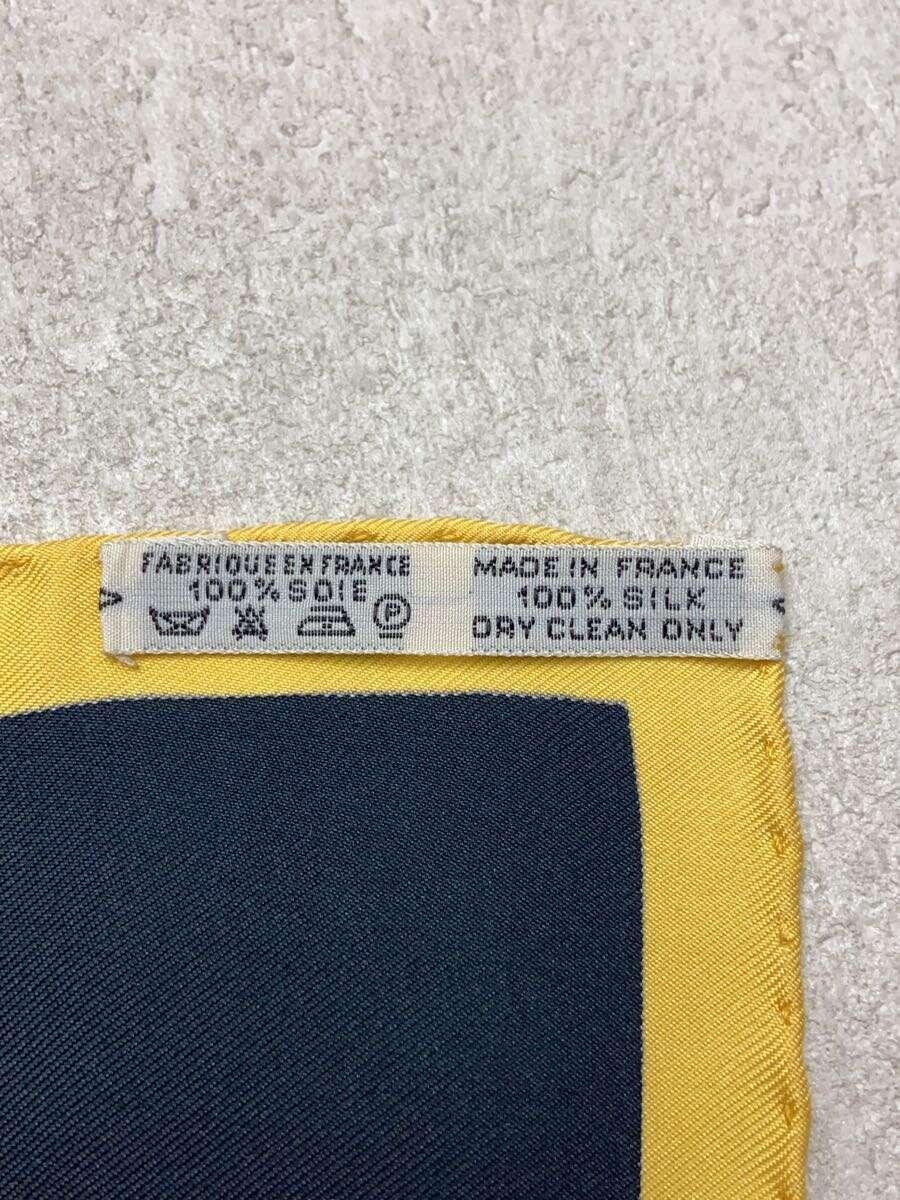 FABRIQUE EN FRANCE
100% SOIE
P
MADE IN FRANCE
100% SILK
DRY CLEAN ONLY